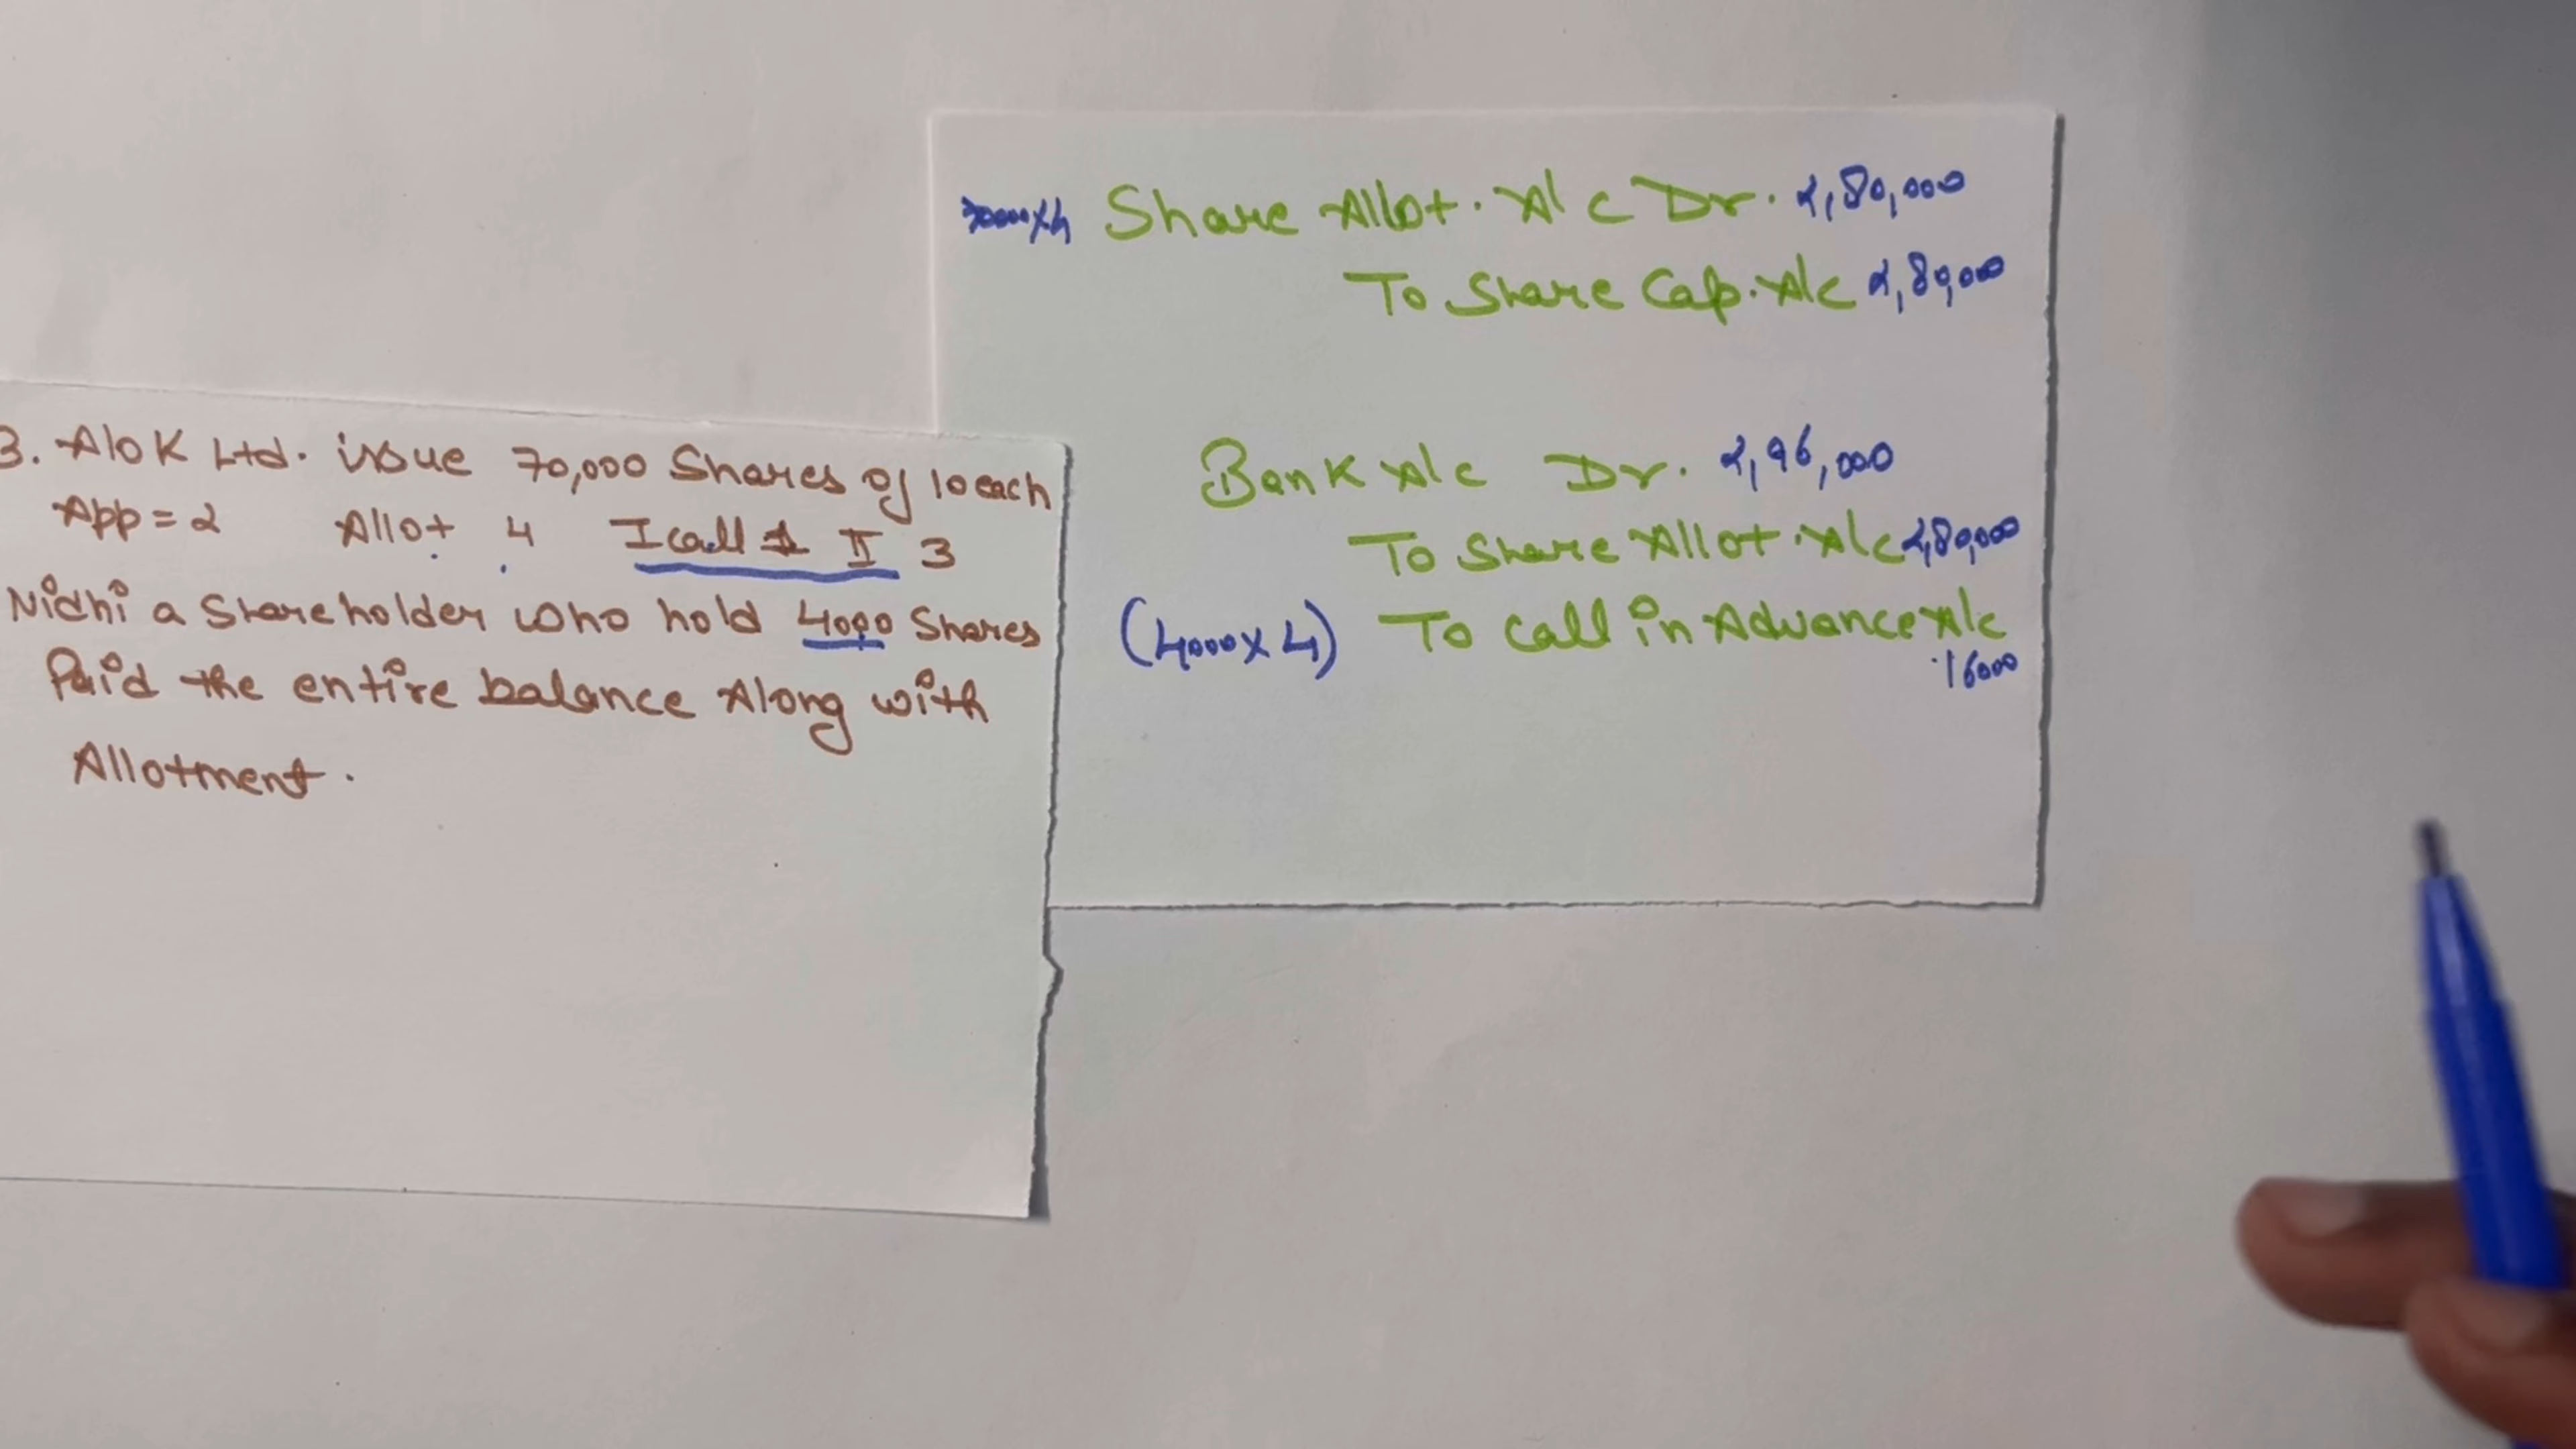 3. Alok Ltd. issue 70,000 Shares of 10 each
App = 2 Allot 4 I call 1 II 3
Nidhi a Shareholder who hold 4000 Shares
Paid the entire balance Along with
Allotment.
70000x4 Share Allot. A/c Dr. 2,80,000
To Share Cap. A/c 2,80,000
Bank A/c Dr. 2,96,000
To Share Allot. A/c 2,80,000
(4000 x 4) To call in Advance A/c
16000